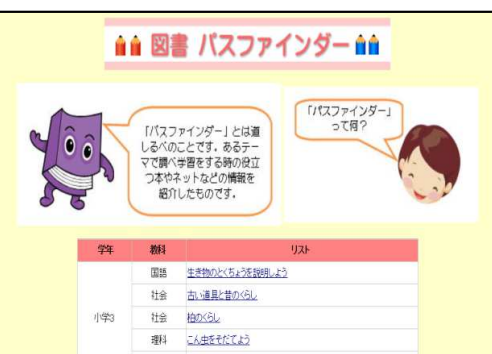 図書 パスファインダー
「パスファインダー」とは道
しるべのことです。あるテー
マで調べ学習をする時の役立
つ本やネットなどの情報を
紹介したものです。
「パスファインダー」
って何？
学年 教科 リスト
小学3
国語 生き物のとくちょうを説明しよう
社会 古い道具と昔のくらし
社会 柏のくらし
理科 こん虫をそだてよう